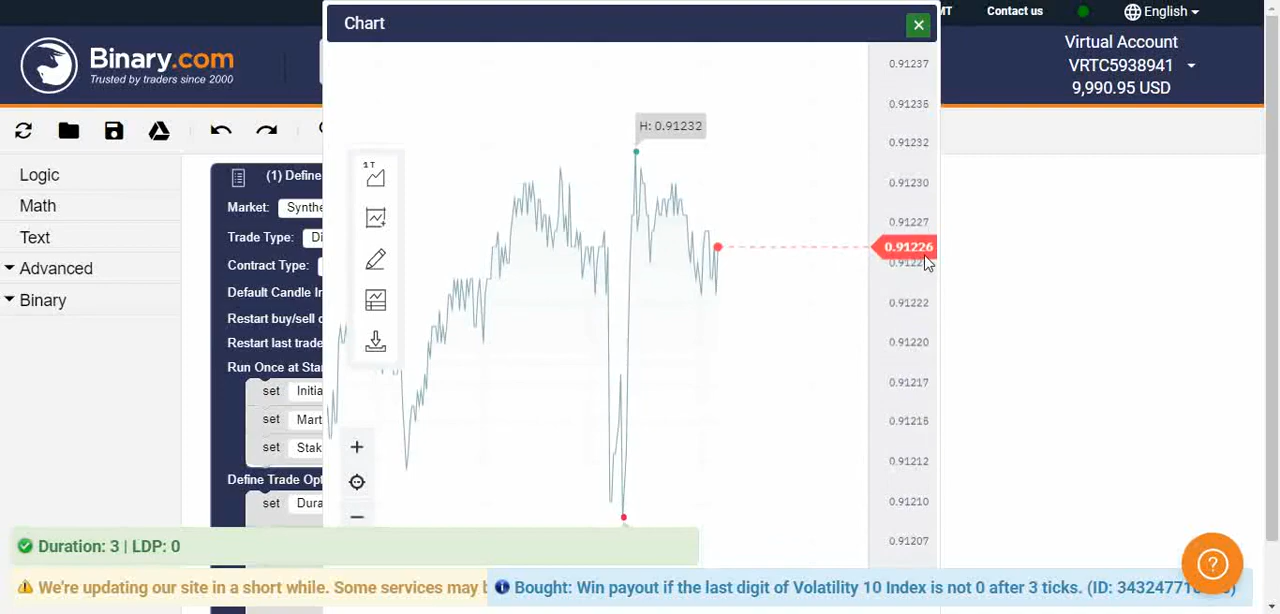 Chart
MT
Contact us
English
Binary.com
Trusted by traders since 2000
Virtual Account
VRTC5938941
9,990.95 USD
Logic
Math
Text
Advanced
Binary
(1) Define
Market: Synthe
Trade Type: Di
Contract Type:
Default Candle In
Restart buy/sell
Restart last trade
Run Once at Sta
set Initia
set Mart
set Stak
Define Trade Opt
set Dura
1T
H: 0.91232
0.91237
0.91235
0.91232
0.91230
0.91227
0.91226
0.91222
0.91220
0.91217
0.91215
0.91212
0.91210
0.91207
Duration: 3 | LDP: 0
We're updating our site in a short while. Some services may b
Bought: Win payout if the last digit of Volatility 10 Index is not 0 after 3 ticks. (ID: